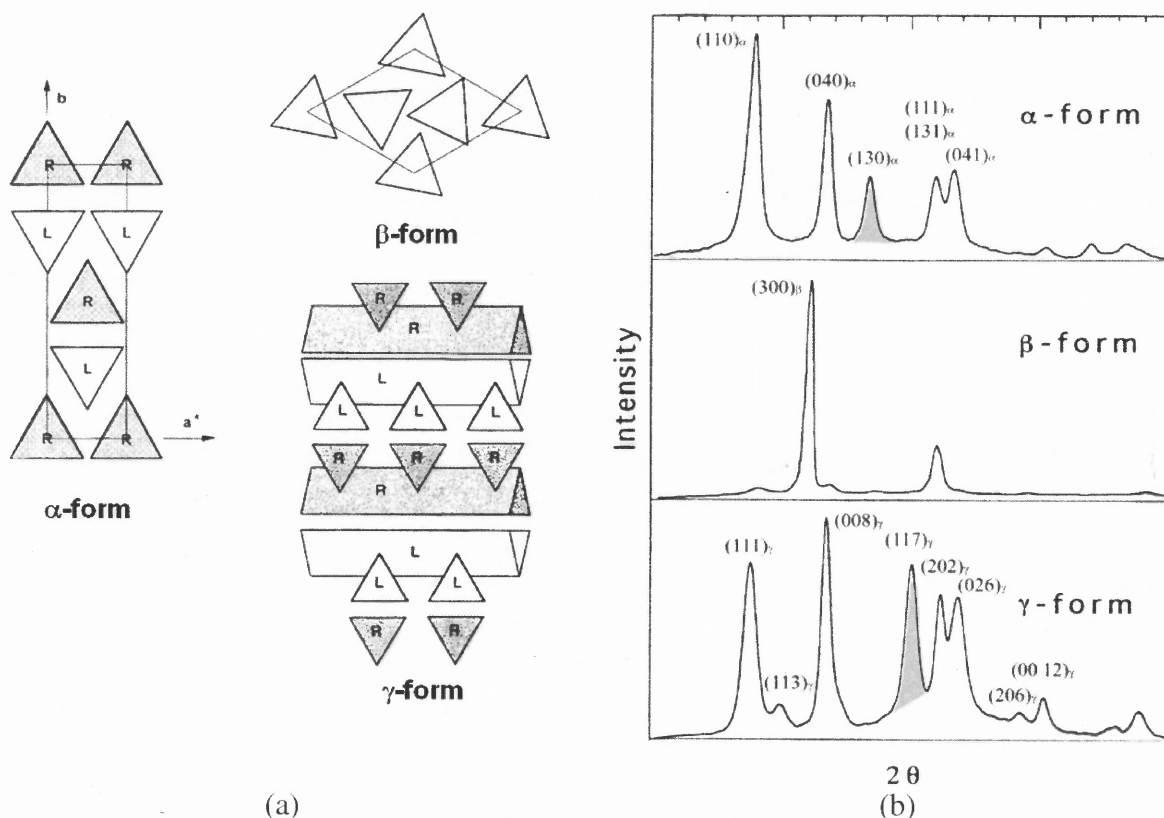 b
R R
L L
R
L
R R
a*
α-form
β-form
R R
R
L
L L L
R R R
R
L
L L
R R
γ-form
(a)
Intensity
(110)α
(040)α
(130)α
(111)α
(131)α
(041)α
α-form
(300)β
β-form
(111)γ
(113)γ
(008)γ
(117)γ
(202)γ
(026)γ
(206)γ
(00 12)γ
γ-form
2θ
(b)